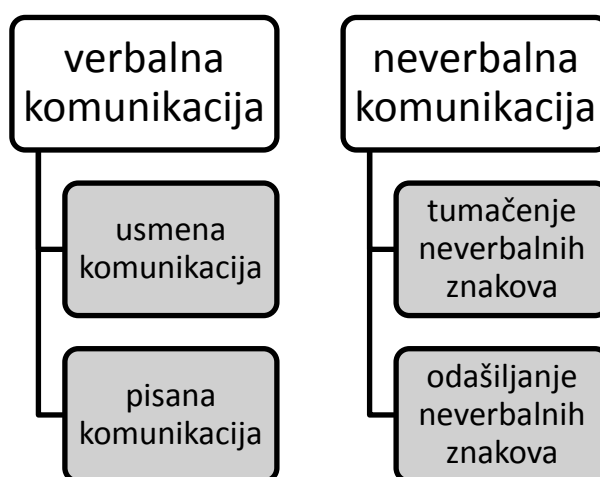 verbalna
komunikacija
usmena
komunikacija
pisana
komunikacija
neverbalna
komunikacija
tumačenje
neverbalnih
znakova
odašiljanje
neverbalnih
znakova